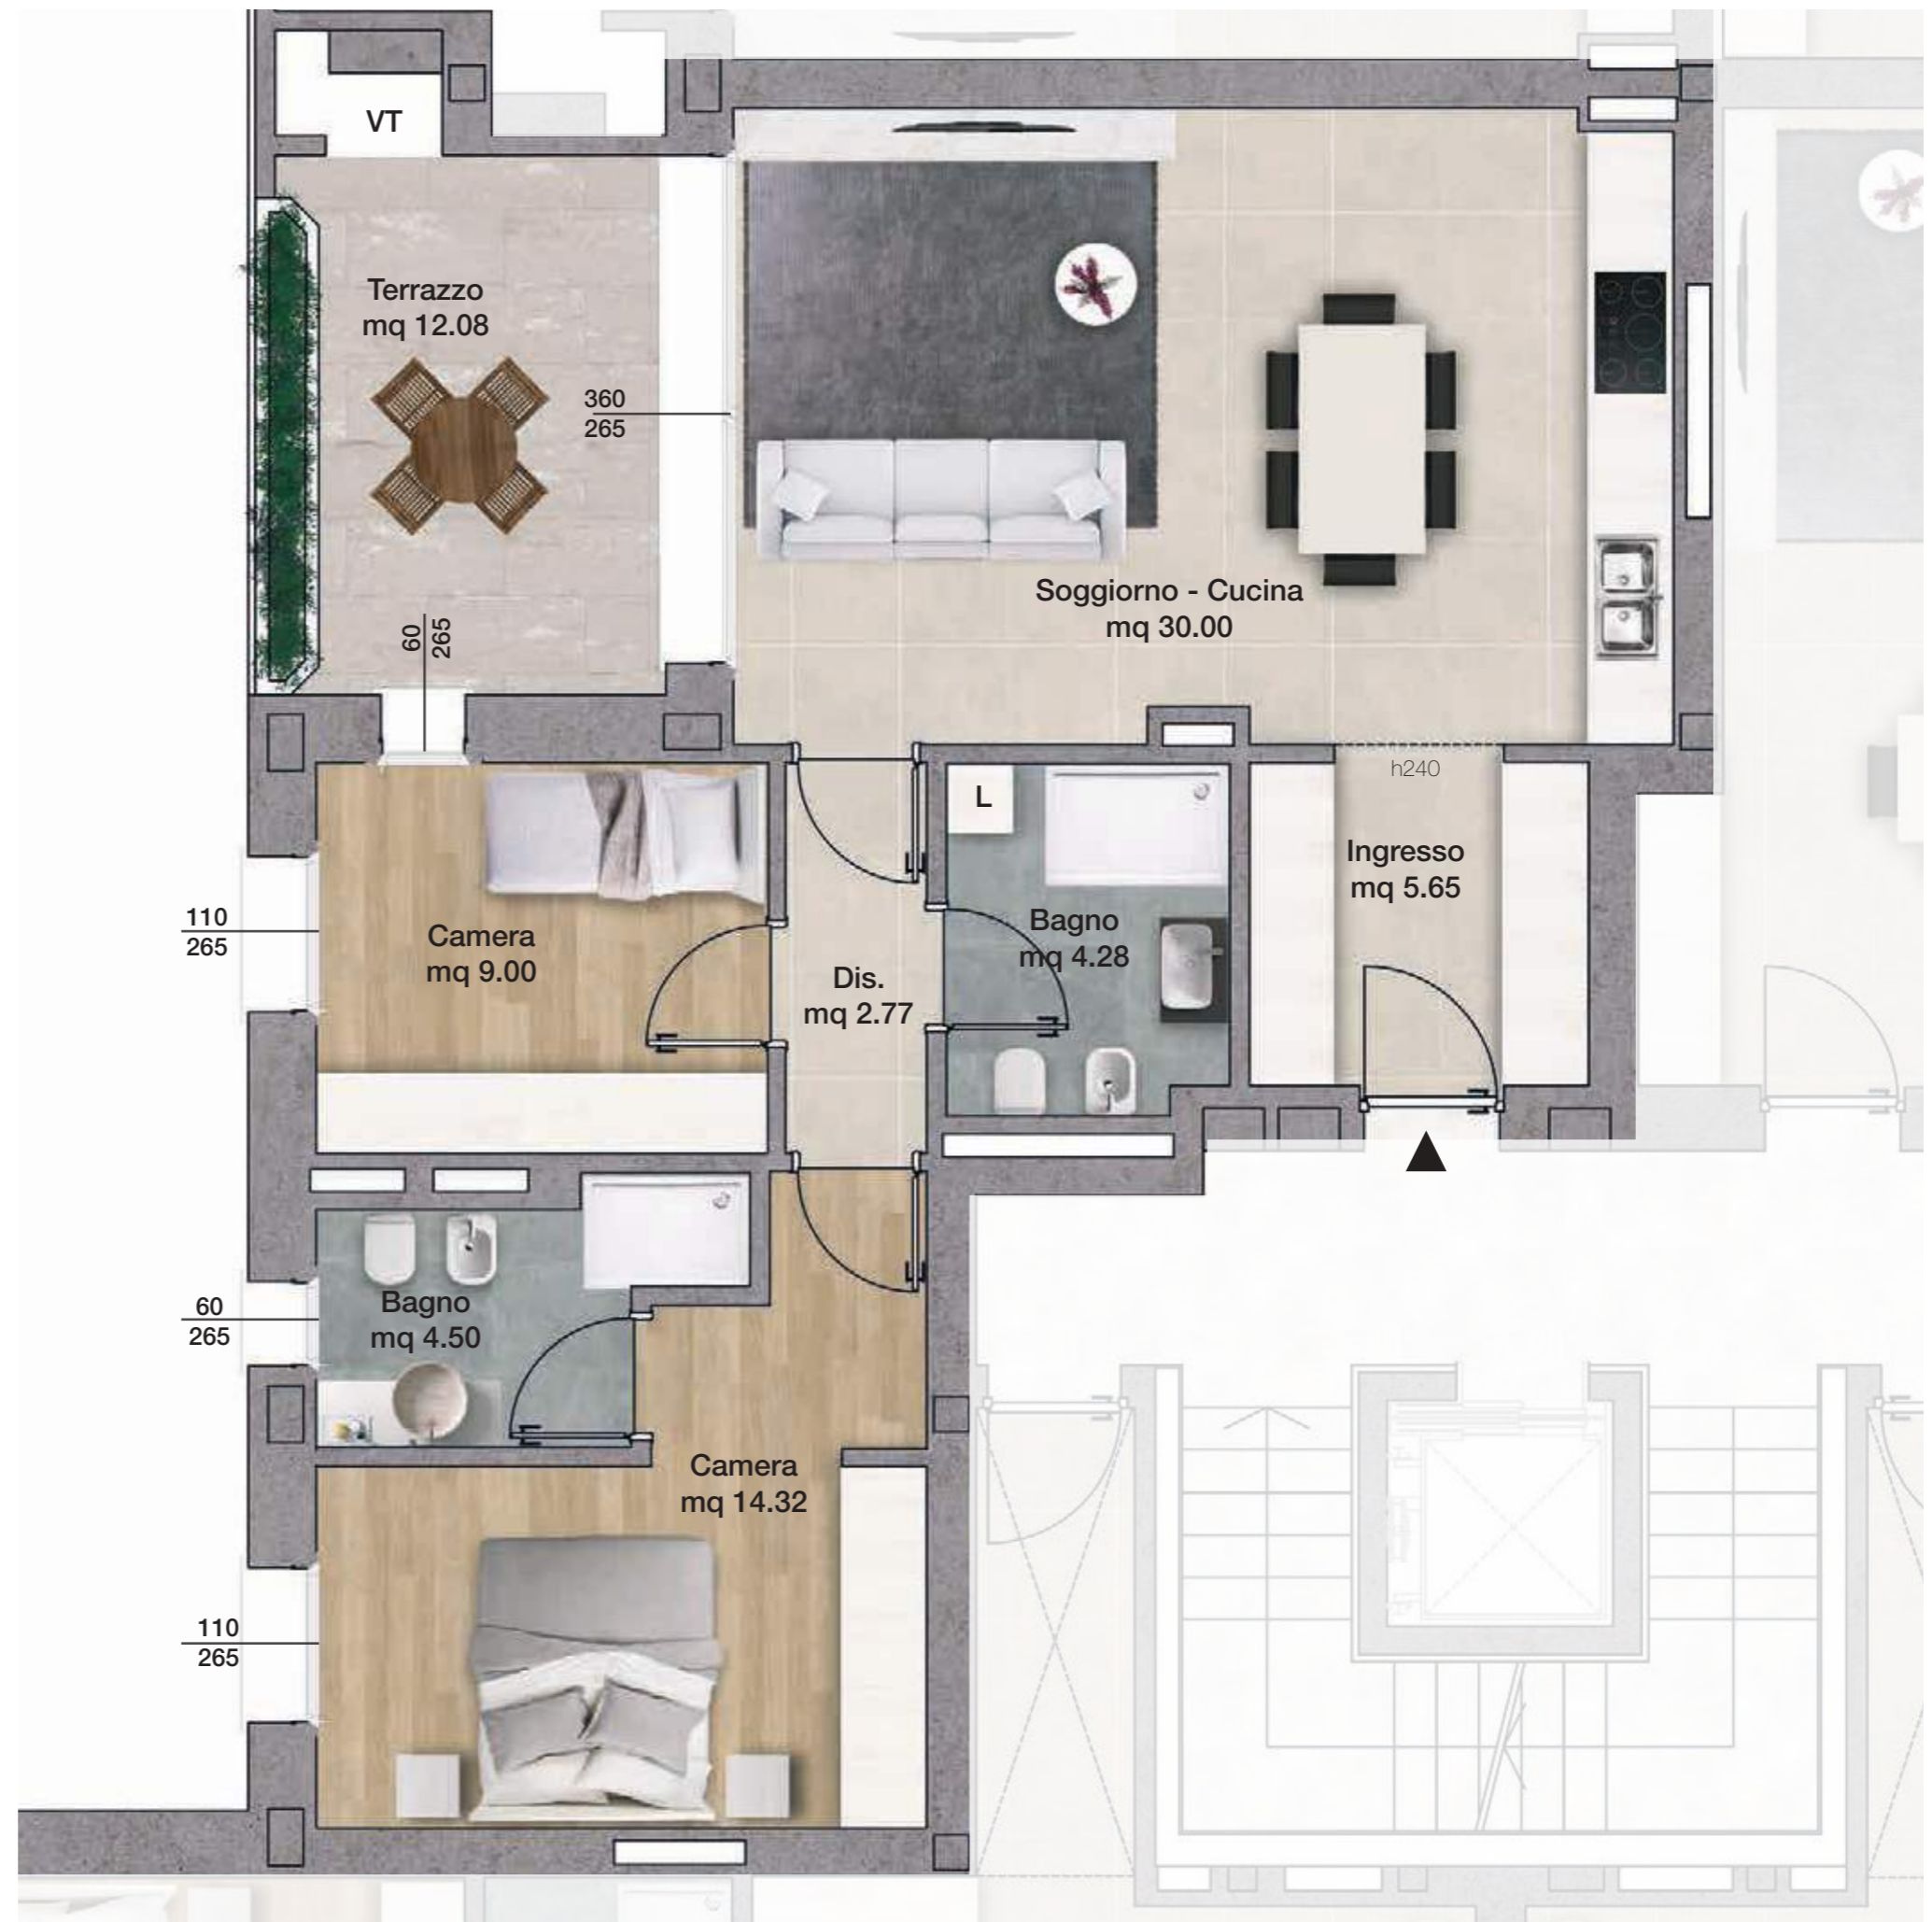 VT
Terrazzo
mq 12.08
360
265
60
265
Soggiorno - Cucina
mq 30.00
h240
L
Ingresso
mq 5.65
110
265
Camera
mq 9.00
Bagno
mq 4.28
Dis.
mq 2.77
60
265
Bagno
mq 4.50
Camera
mq 14.32
110
265